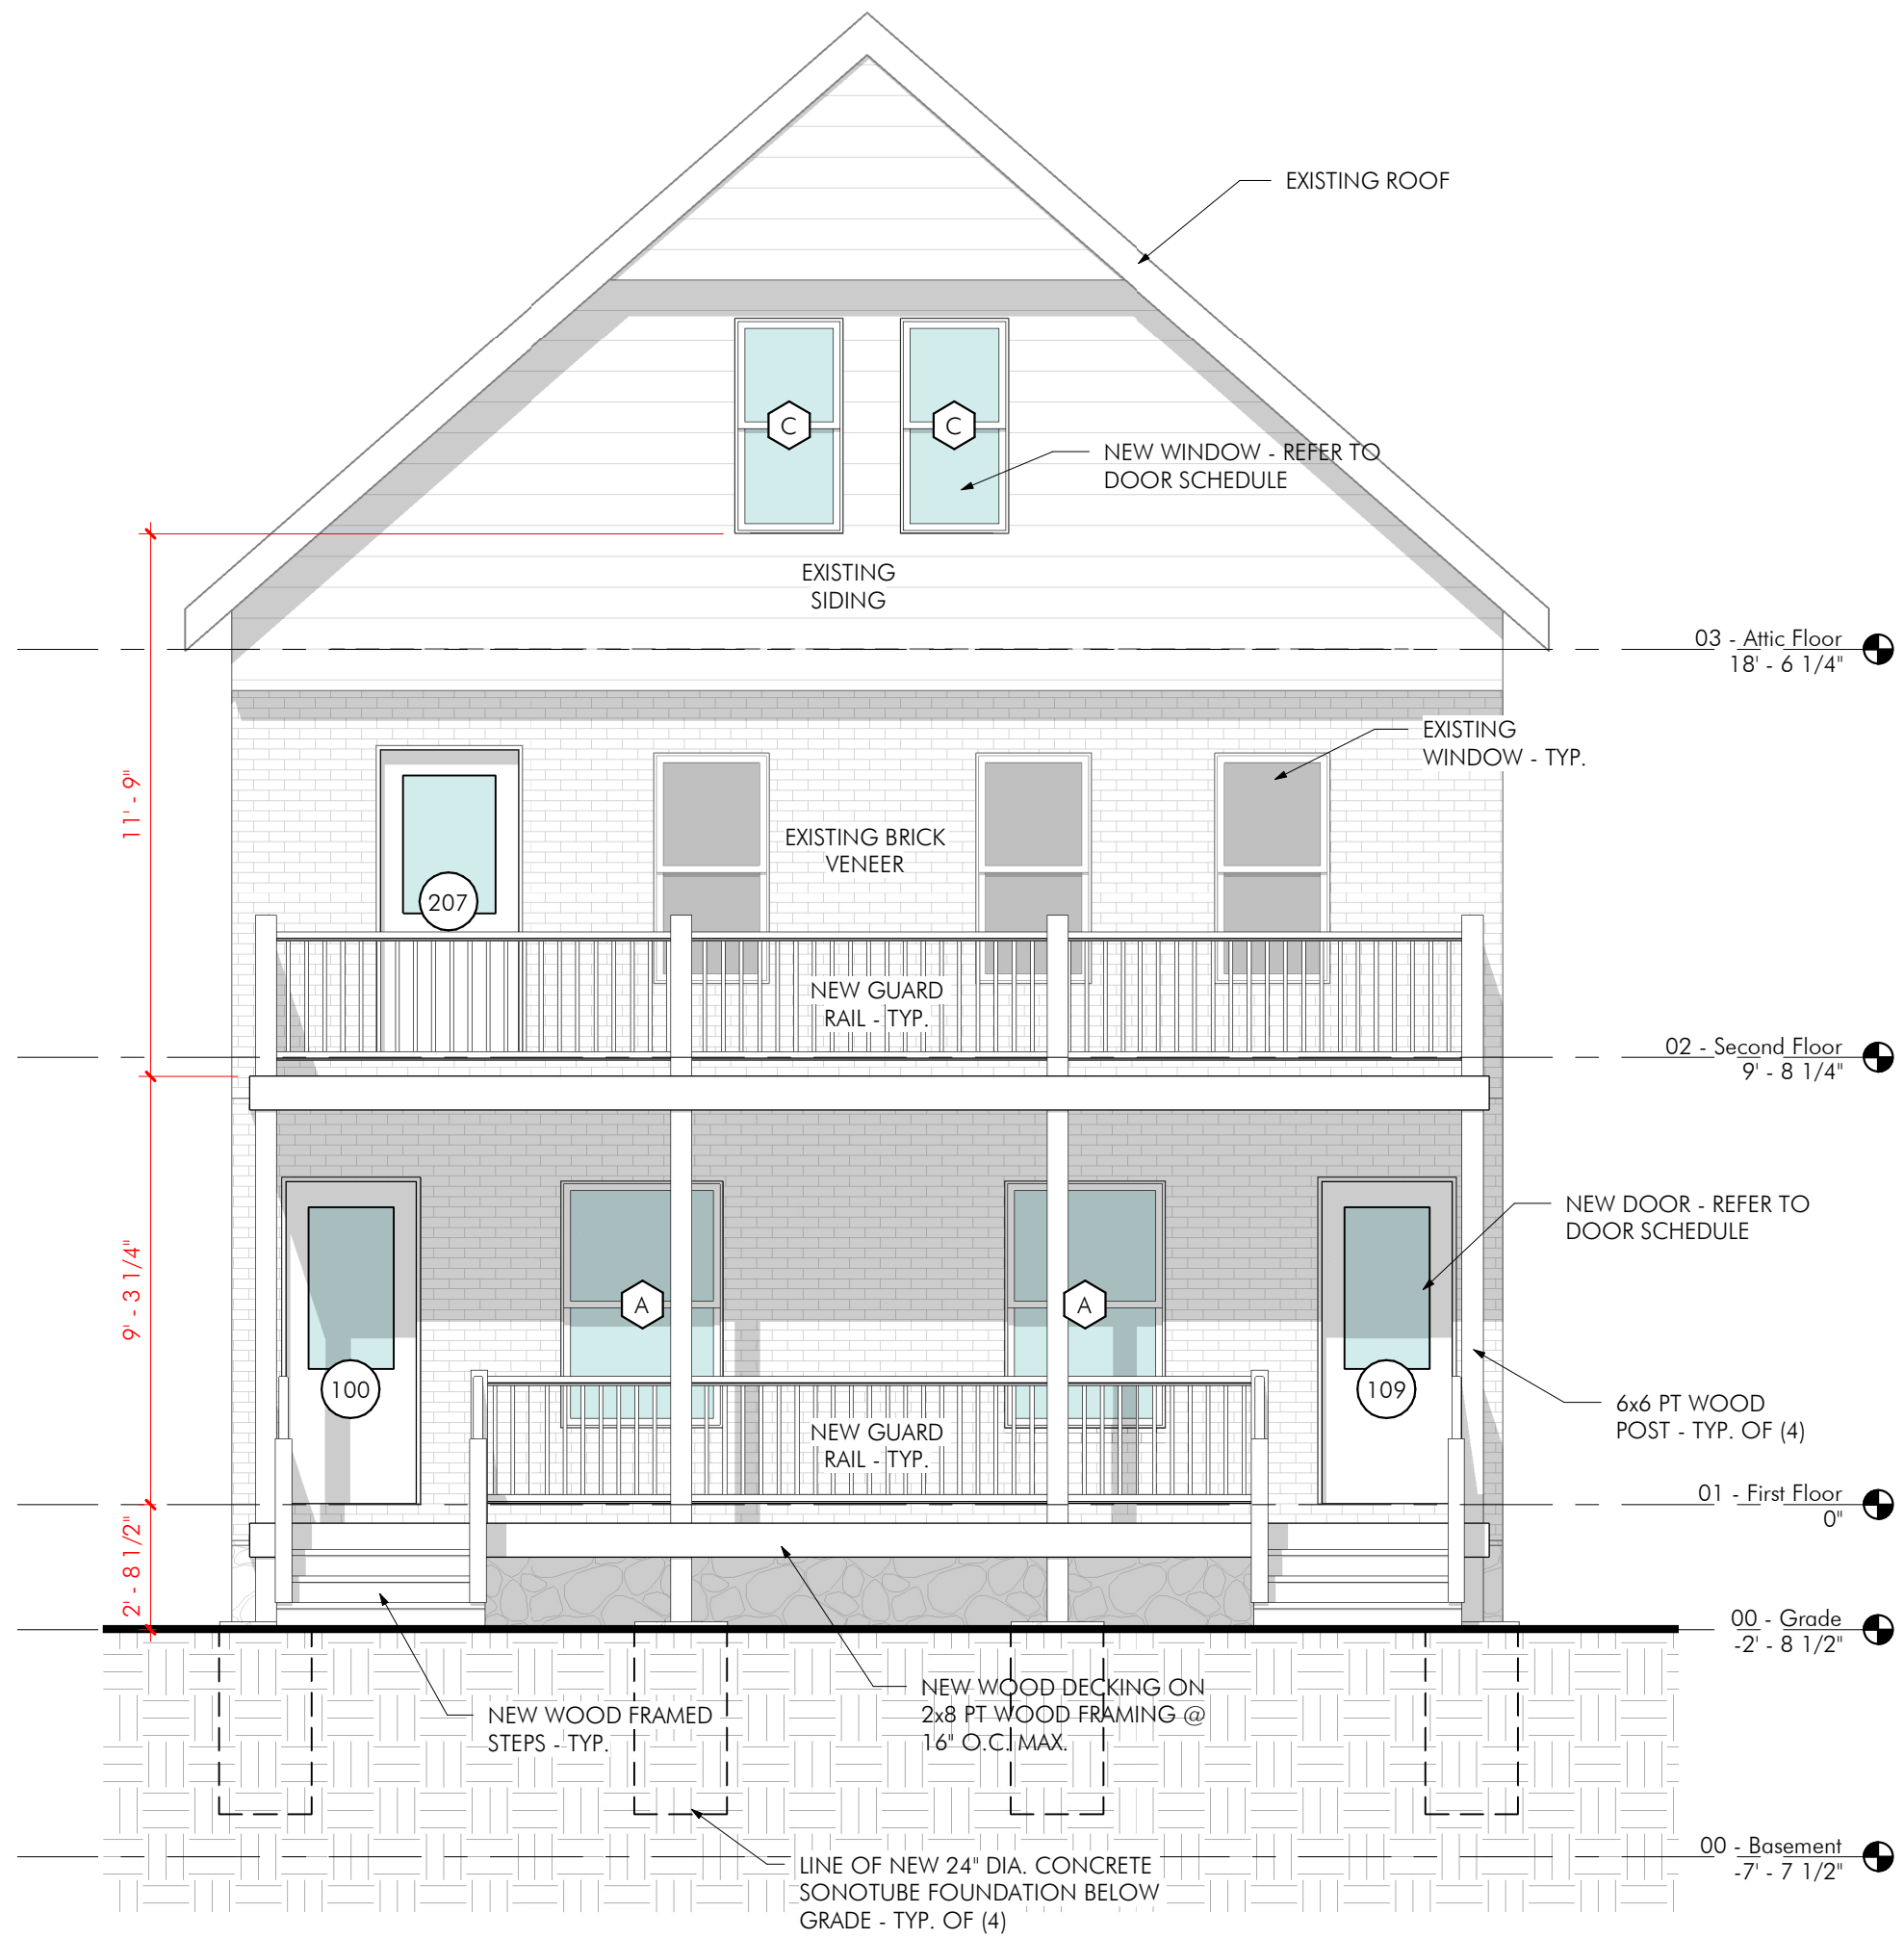 EXISTING ROOF
C
C
NEW WINDOW - REFER TO
DOOR SCHEDULE
EXISTING
SIDING
03 - Attic Floor
18' - 6 1/4"
EXISTING
WINDOW - TYP.
11' - 9"
EXISTING BRICK
VENEER
207
NEW GUARD
RAIL - TYP.
02 - Second Floor
9' - 8 1/4"
NEW DOOR - REFER TO
DOOR SCHEDULE
9' - 3 1/4"
A
A
100
109
6x6 PT WOOD
POST - TYP. OF (4)
NEW GUARD
RAIL - TYP.
01 - First Floor
0"
2' - 8 1/2"
00 - Grade
-2' - 8 1/2"
NEW WOOD DECKING ON
2x8 PT WOOD FRAMING @
16" O.C. MAX.
NEW WOOD FRAMED
STEPS - TYP.
00 - Basement
-7' - 7 1/2"
LINE OF NEW 24" DIA. CONCRETE
SONOTUBE FOUNDATION BELOW
GRADE - TYP. OF (4)